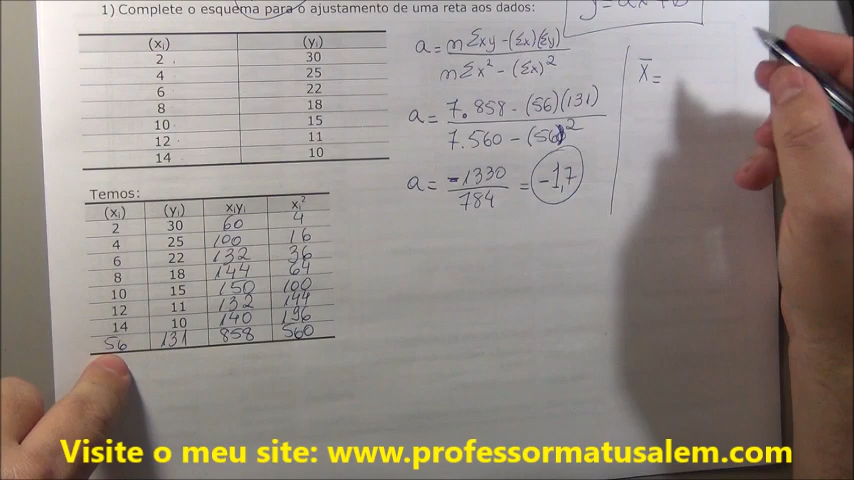 1) Complete o esquema para o ajustamento de uma reta aos dados:
y = ax + b
(xᵢ) (yᵢ)
2 30
4 25
6 22
8 18
10 15
12 11
14 10
a = nΣxy - (Σx)(Σy) / nΣx² - (Σx)²
a = 7.858 - (56)(131) / 7.560 - (56)²
a = -1330 / 784 = -1,7
x̄ =
Temos:
(xᵢ) (yᵢ) xᵢyᵢ xᵢ²
2 30 60 4
4 25 100 16
6 22 132 36
8 18 144 64
10 15 150 100
12 11 132 144
14 10 140 196
56 131 858 560
Visite o meu site: www.professormatusalem.com